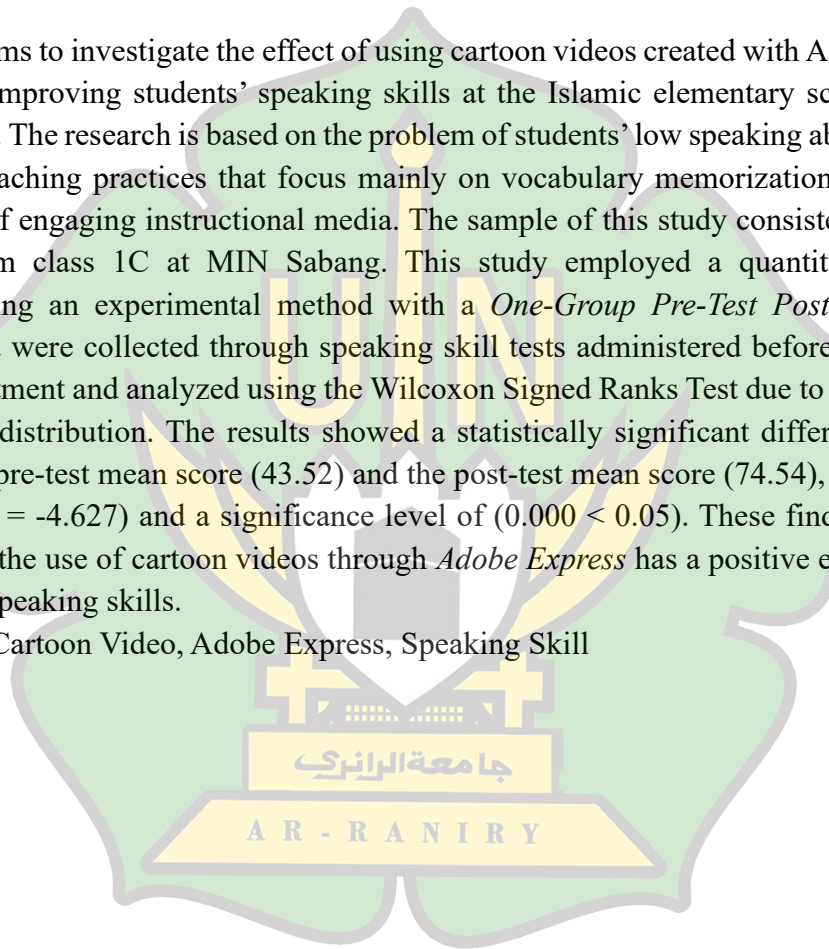 ms to investigate the effect of using cartoon videos created with A
mproving students’ speaking skills at the Islamic elementary sc
. The research is based on the problem of students’ low speaking ab
aching practices that focus mainly on vocabulary memorization
f engaging instructional media. The sample of this study consiste
m class 1C at MIN Sabang. This study employed a quantit
ng an experimental method with a One-Group Pre-Test Post
were collected through speaking skill tests administered before
tment and analyzed using the Wilcoxon Signed Ranks Test due to
distribution. The results showed a statistically significant differ
pre-test mean score (43.52) and the post-test mean score (74.54),
= -4.627) and a significance level of (0.000 < 0.05). These find
the use of cartoon videos through Adobe Express has a positive e
peaking skills.
Cartoon Video, Adobe Express, Speaking Skill
UIN
جامعة الرانري
AR-RANIRY